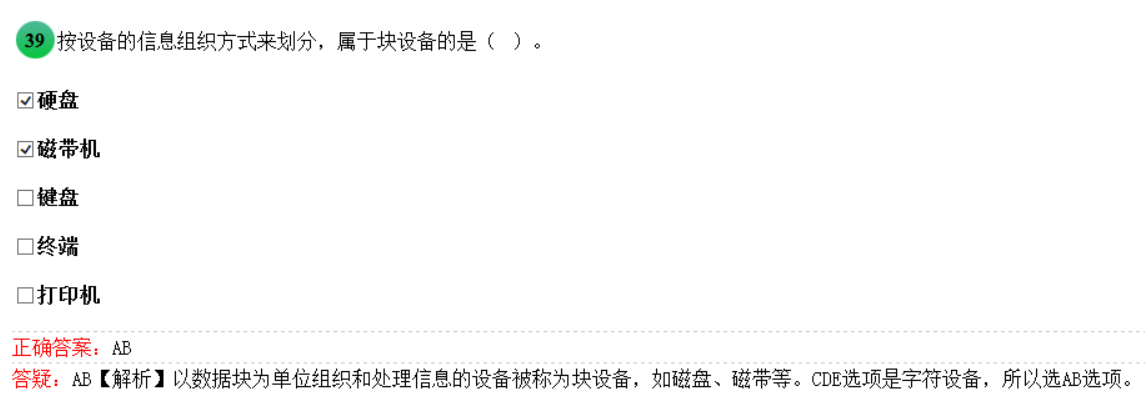 39 按设备的信息组织方式来划分，属于块设备的是（ ）。
硬盘
磁带机
键盘
终端
打印机
正确答案：AB
答疑：AB【解析】以数据块为单位组织和处理信息的设备被称为块设备，如磁盘、磁带等。CDE选项是字符设备，所以选AB选项。